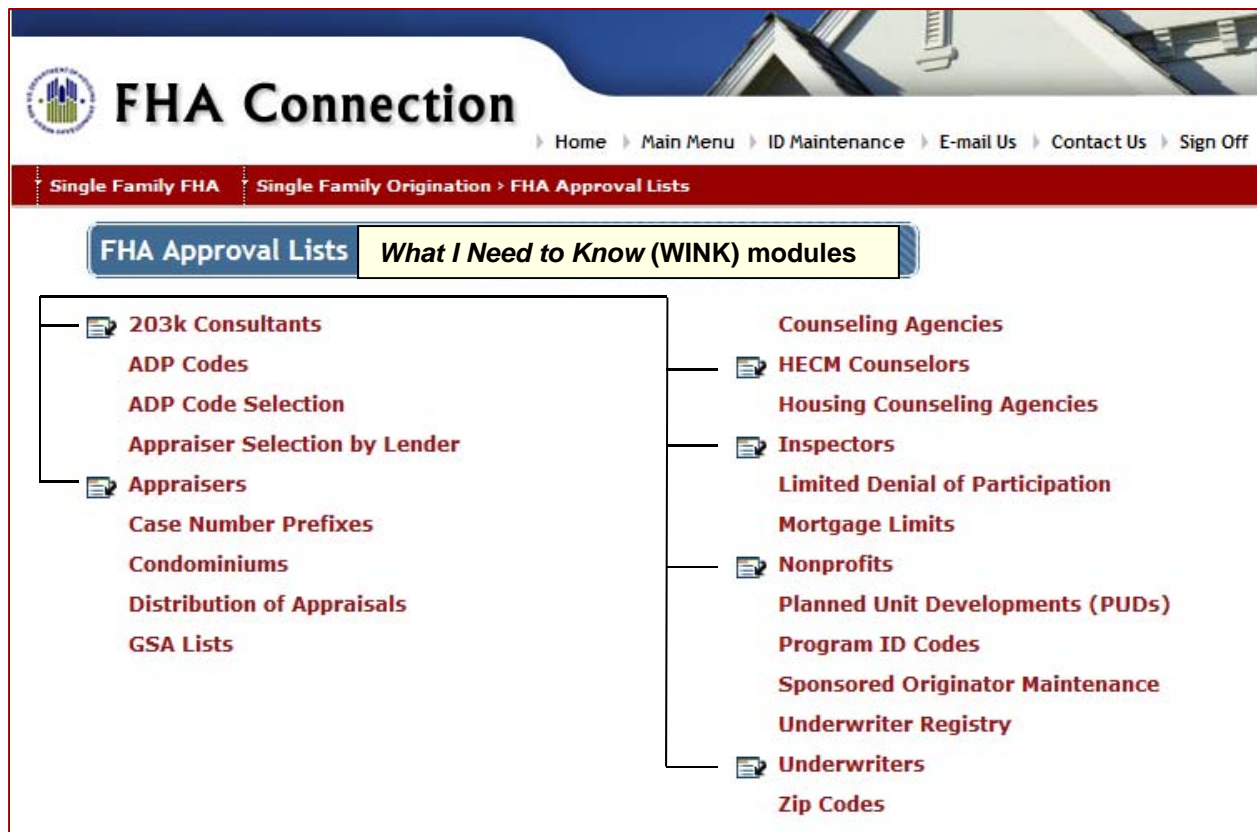 FHA Connection
Home Main Menu ID Maintenance E-mail Us Contact Us Sign Off
Single Family FHA Single Family Origination > FHA Approval Lists
FHA Approval Lists
What I Need to Know (WINK) modules
203k Consultants
ADP Codes
ADP Code Selection
Appraiser Selection by Lender
Appraisers
Case Number Prefixes
Condominiums
Distribution of Appraisals
GSA Lists
Counseling Agencies
HECM Counselors
Housing Counseling Agencies
Inspectors
Limited Denial of Participation
Mortgage Limits
Nonprofits
Planned Unit Developments (PUDs)
Program ID Codes
Sponsored Originator Maintenance
Underwriter Registry
Underwriters
Zip Codes